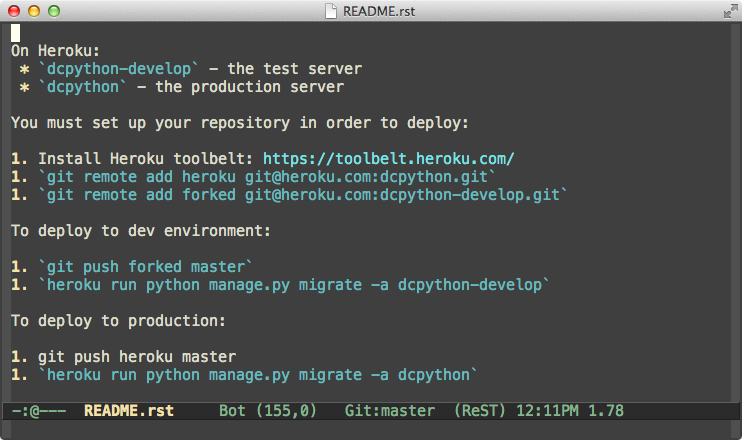 README.rst
On Heroku:
* `dcpython-develop` - the test server
* `dcpython` - the production server
You must set up your repository in order to deploy:
1. Install Heroku toolbelt: https://toolbelt.heroku.com/
1. `git remote add heroku git@heroku.com:dcpython.git`
1. `git remote add forked git@heroku.com:dcpython-develop.git`
To deploy to dev environment:
1. `git push forked master`
1. `heroku run python manage.py migrate -a dcpython-develop`
To deploy to production:
1. git push heroku master
1. `heroku run python manage.py migrate -a dcpython`
-:@---  README.rst     Bot (155,0)   Git:master  (ReST) 12:11PM 1.78